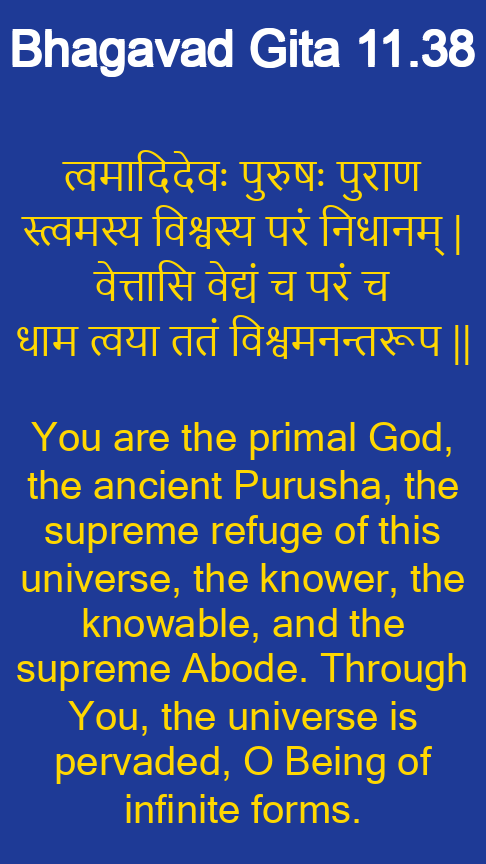 Bhagavad Gita 11.38
त्वमादिदेवः पुरुषः पुराण
स्त्वमस्य विश्वस्य परं निधानम् |
वेत्तासि वेद्यं च परं च
धाम त्वया ततं विश्वमनन्तरूप ||
You are the primal God,
the ancient Purusha, the
supreme refuge of this
universe, the knower, the
knowable, and the
supreme Abode. Through
You, the universe is
pervaded, O Being of
infinite forms.